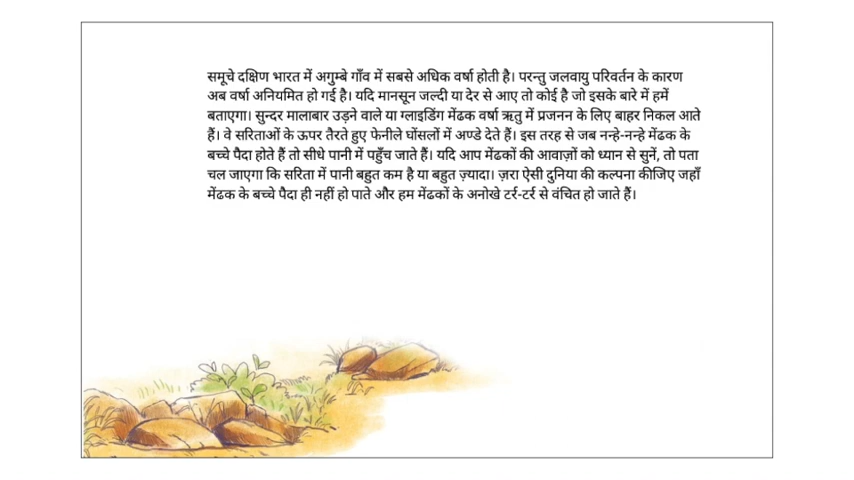 समूचे दक्षिण भारत में अगुम्बे गाँव में सबसे अधिक वर्षा होती है। परन्तु जलवायु परिवर्तन के कारण
अब वर्षा अनियमित हो गई है। यदि मानसून जल्दी या देर से आए तो कोई है जो इसके बारे में हमें
बताएगा। सुन्दर मालाबार उड़ने वाले या ग्लाइडिंग मेंढक वर्षा ऋतु में प्रजनन के लिए बाहर निकल आते
हैं। वे सरिताओं के ऊपर तैरते हुए फेनीले घोंसलों में अण्डे देते हैं। इस तरह से जब नन्हे-नन्हे मेंढक के
बच्चे पैदा होते हैं तो सीधे पानी में पहुँच जाते हैं। यदि आप मेंढकों की आवाज़ों को ध्यान से सुनें, तो पता
चल जाएगा कि सरिता में पानी बहुत कम है या बहुत ज़्यादा। ज़रा ऐसी दुनिया की कल्पना कीजिए जहाँ
मेंढक के बच्चे पैदा ही नहीं हो पाते और हम मेंढकों के अनोखे टर्र-टर्र से वंचित हो जाते हैं।